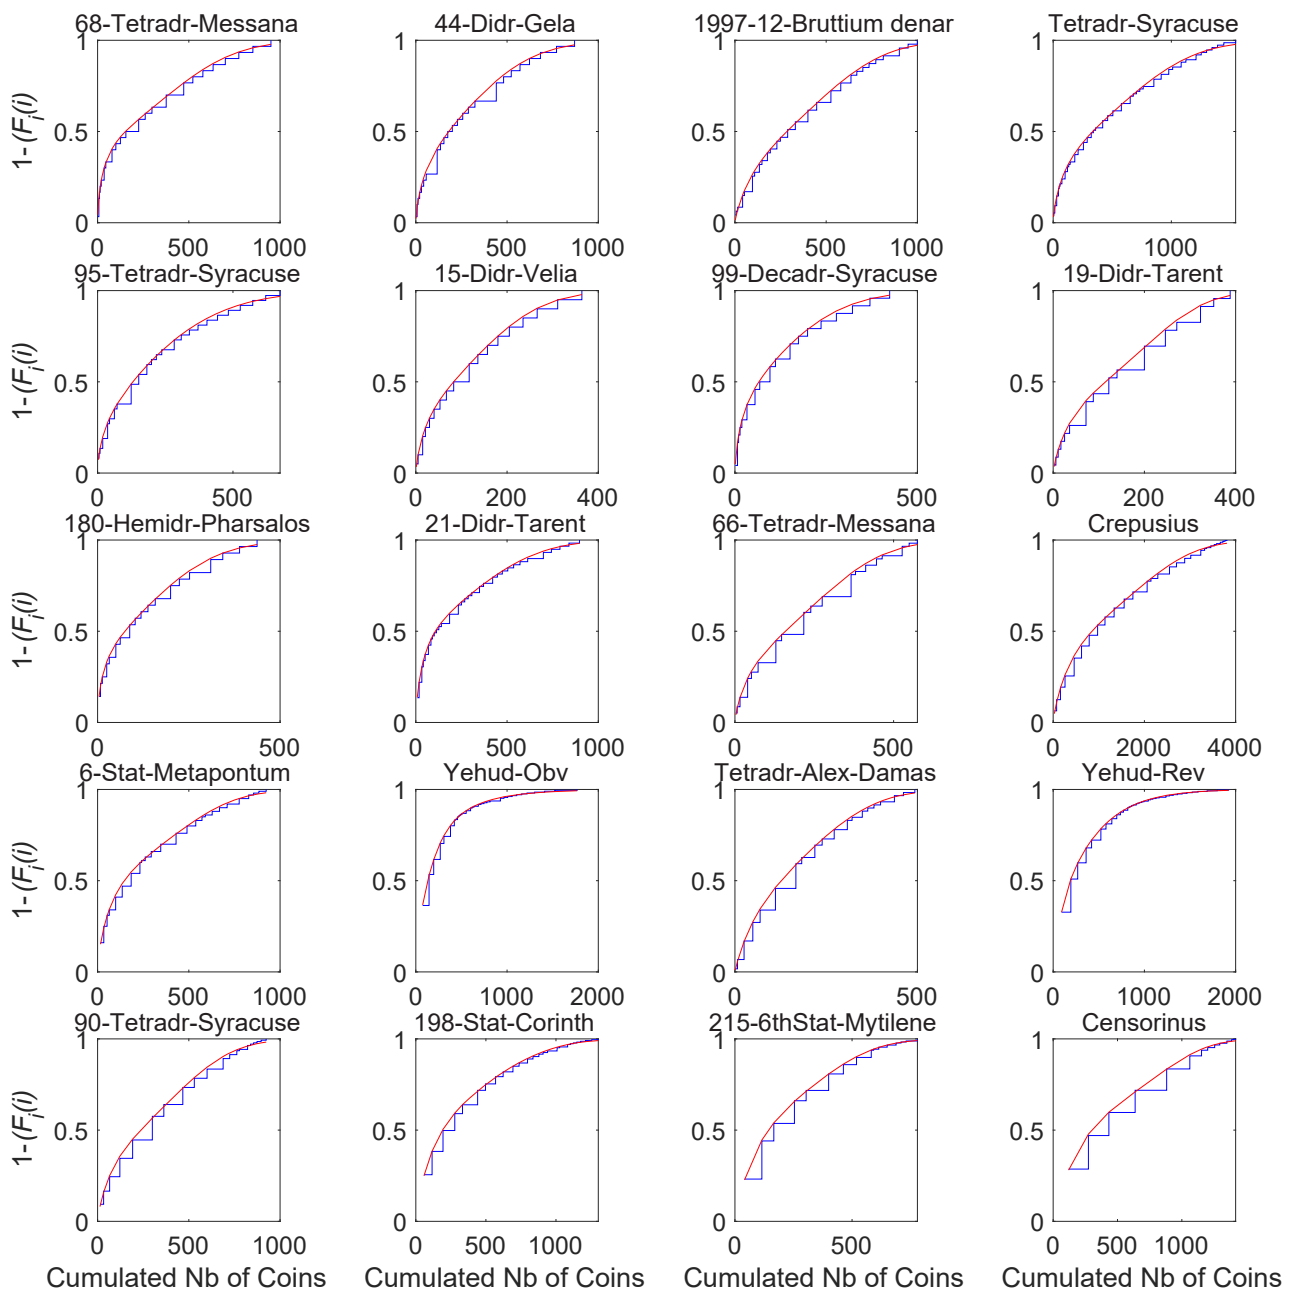 68-Tetradr-Messana 44-Didr-Gela 1997-12-Bruttium denar Tetradr-Syracuse
1 1 1 1
1-(F_i(i) 0.5 0.5 0.5 0.5
0 0 0 0
0 500 1000 0 500 1000 0 500 1000 0 1000
95-Tetradr-Syracuse 15-Didr-Velia 99-Decadr-Syracuse 19-Didr-Tarent
1 1 1 1
1-(F_i(i) 0.5 0.5 0.5 0.5
0 0 0 0
0 500 0 200 400 0 500 0 200 400
180-Hemidr-Pharsalos 21-Didr-Tarent 66-Tetradr-Messana Crepusius
1 1 1 1
1-(F_i(i) 0.5 0.5 0.5 0.5
0 0 0 0
0 500 0 500 1000 0 500 0 2000 4000
6-Stat-Metapontum Yehud-Obv Tetradr-Alex-Damas Yehud-Rev
1 1 1 1
1-(F_i(i) 0.5 0.5 0.5 0.5
0 0 0 0
0 500 1000 0 1000 2000 0 500 0 1000 2000
90-Tetradr-Syracuse 198-Stat-Corinth 215-6thStat-Mytilene Censorinus
1 1 1 1
1-(F_i(i) 0.5 0.5 0.5 0.5
0 0 0 0
0 500 1000 0 500 1000 0 500 0 500 1000
Cumulated Nb of Coins Cumulated Nb of Coins Cumulated Nb of Coins Cumulated Nb of Coins